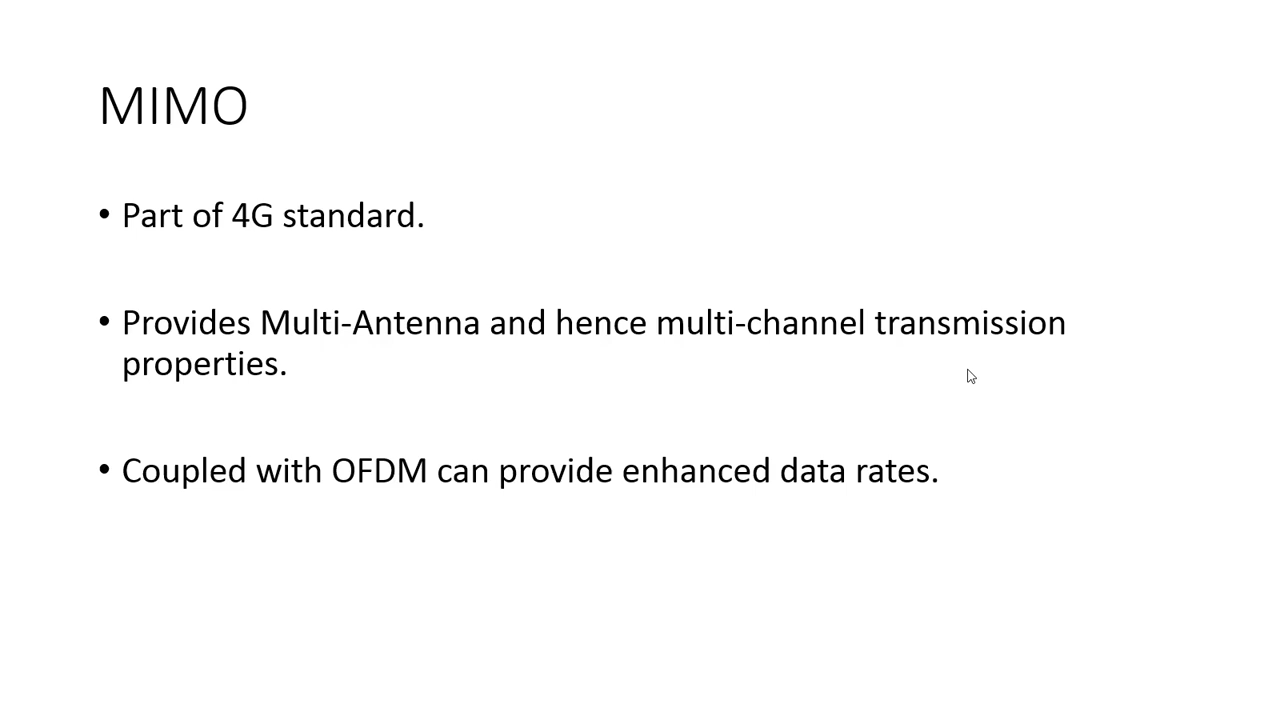 MIMO
• Part of 4G standard.
• Provides Multi-Antenna and hence multi-channel transmission
properties.
• Coupled with OFDM can provide enhanced data rates.